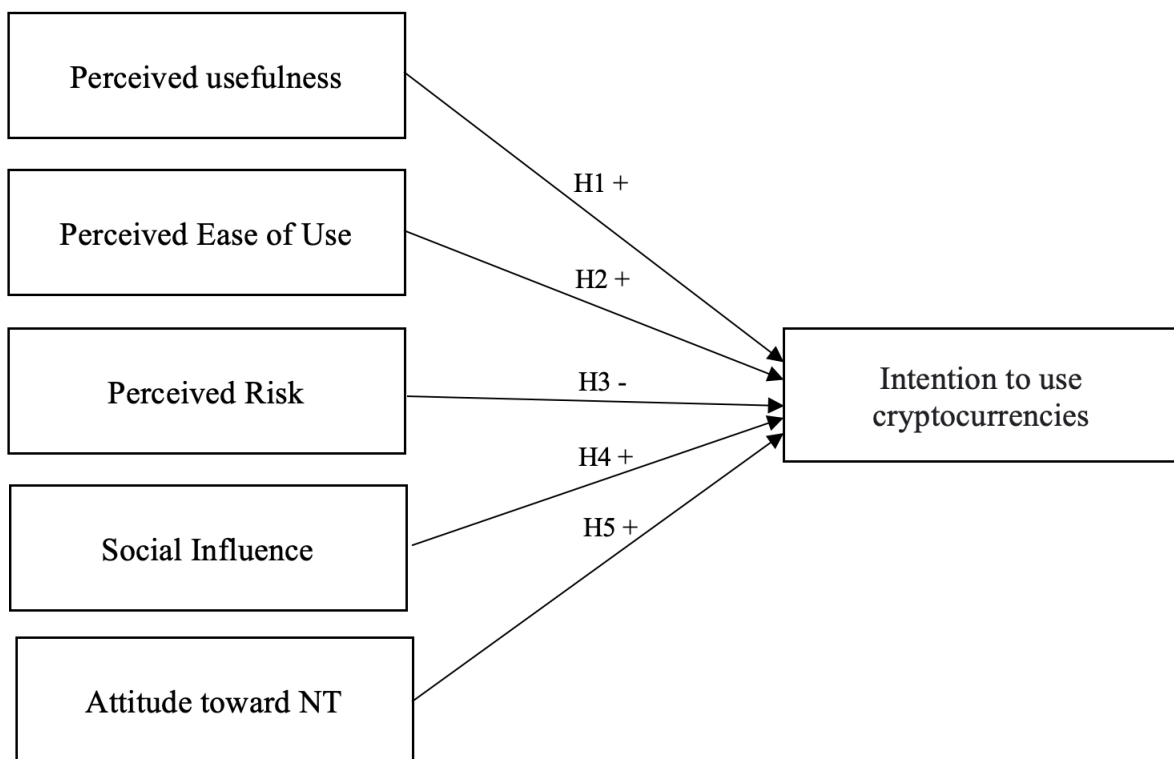 Perceived usefulness
H1 +
Perceived Ease of Use
H2 +
Perceived Risk
H3 -
Intention to use
cryptocurrencies
H4 +
Social Influence
H5 +
Attitude toward NT